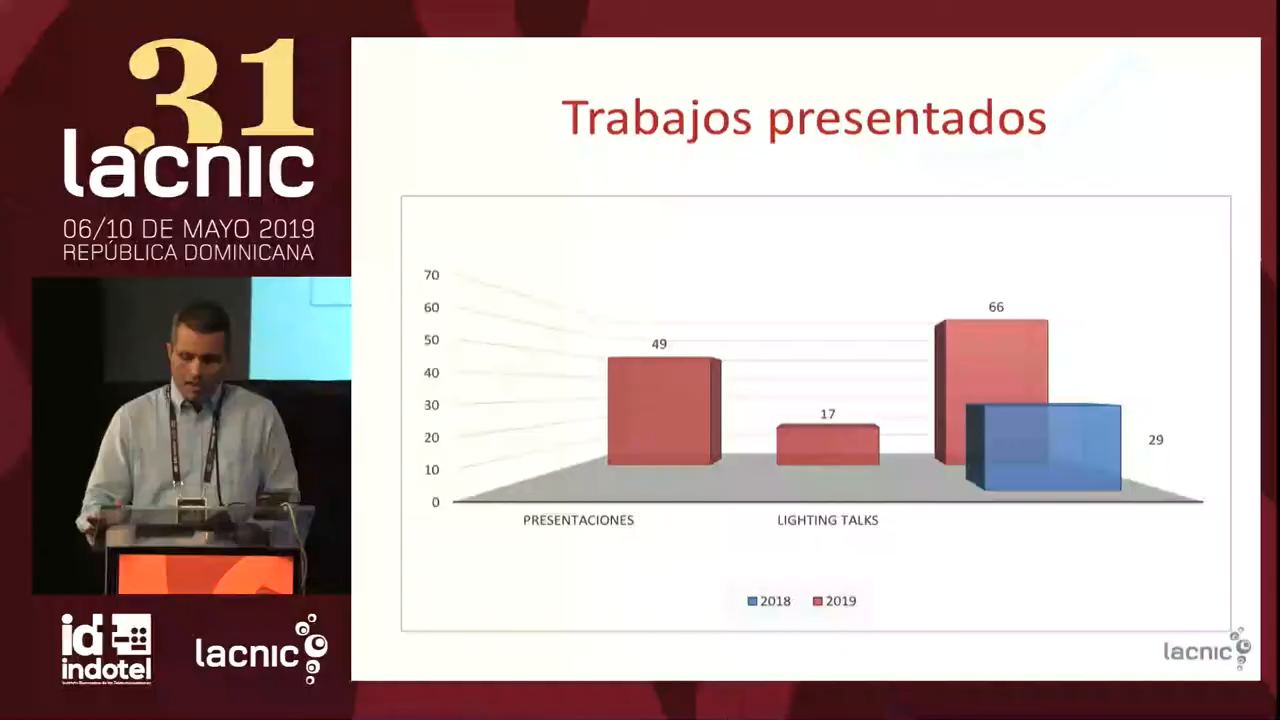 31
lacnic
06/10 DE MAYO 2019
REPÚBLICA DOMINICANA
Trabajos presentados
70
60
50
40
30
20
10
0
49
17
66
29
PRESENTACIONES
LIGHTING TALKS
2018
2019
id
indotel
lacnic
lacnic